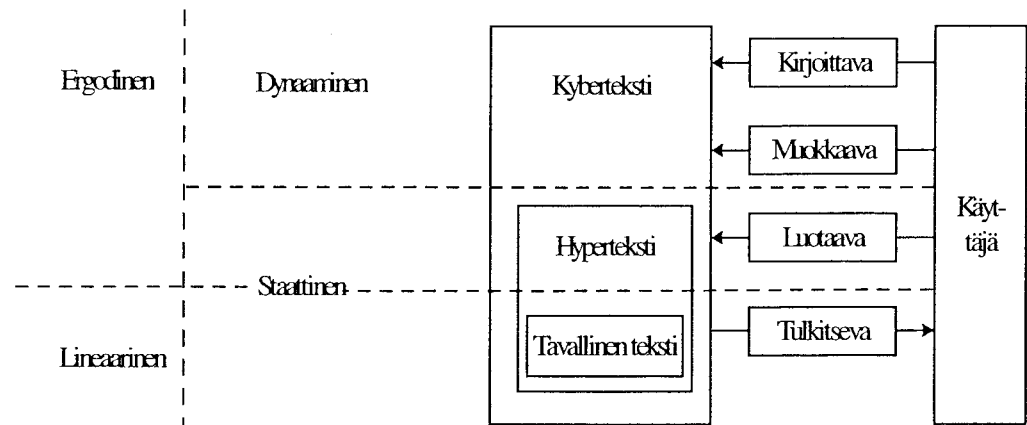 Ergodinen
Dynaaminen
Kyberteksti
Kirjoittava
Muokkaava
Käyt-
täjä
Hyperteksti
Luotaava
Staattinen
Tavallinen teksti
Tulkitseva
Lineaarinen